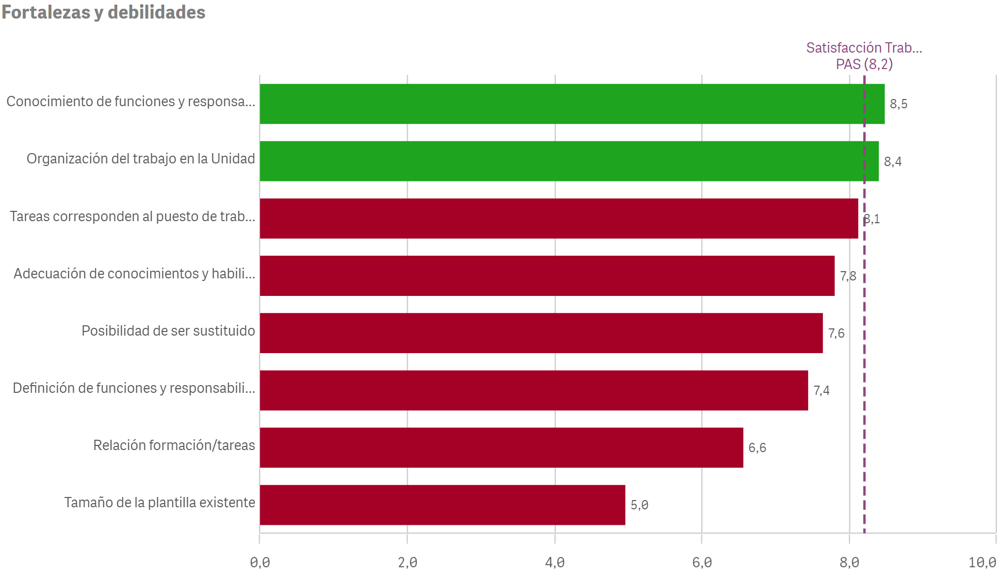 Fortalezas y debilidades
Satisfacción Trab...
PAS (8,2)
Conocimiento de funciones y responsa...
8,5
Organización del trabajo en la Unidad
8,4
Tareas corresponden al puesto de trab...
8,1
Adecuación de conocimientos y habili...
7,8
Posibilidad de ser sustituido
7,6
Definición de funciones y responsabili...
7,4
Relación formación/tareas
6,6
Tamaño de la plantilla existente
5,0
0,0 2,0 4,0 6,0 8,0 10,0